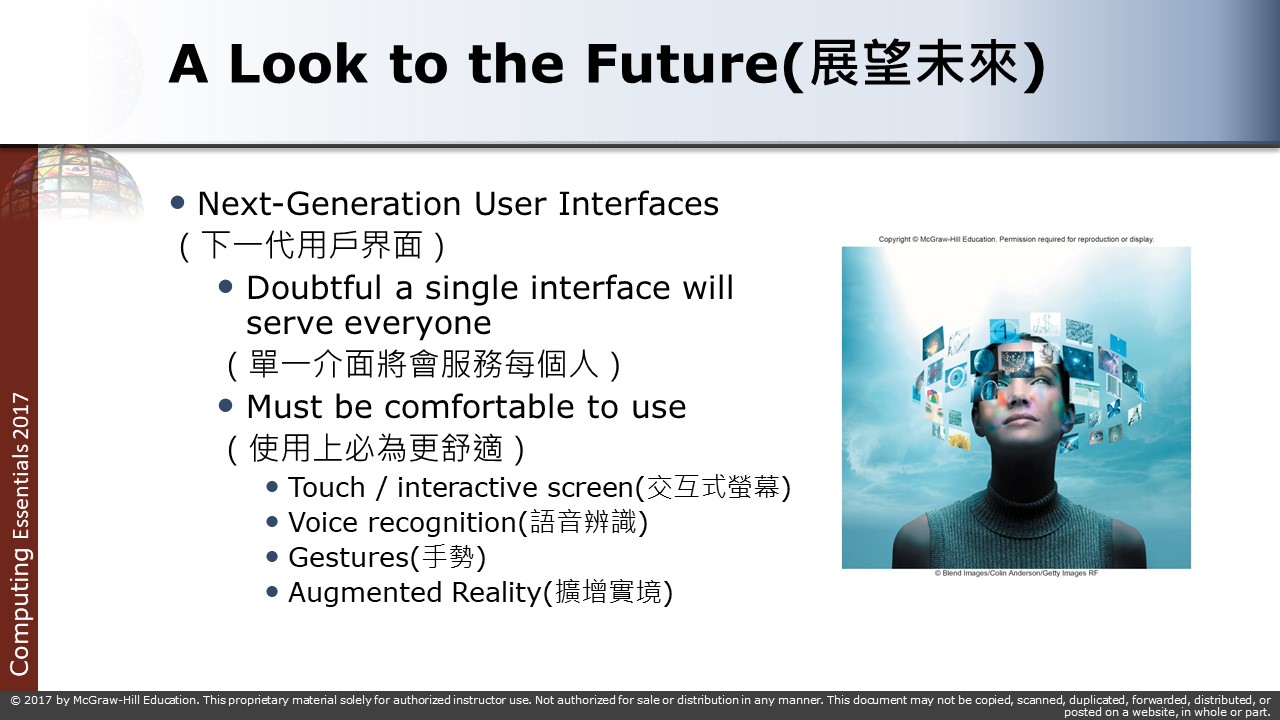 A Look to the Future(展望未來)
• Next-Generation User Interfaces
(下一代用戶界面)
• Doubtful a single interface will
serve everyone
(單一介面將會服務每個人)
• Must be comfortable to use
(使用上必為更舒適)
• Touch / interactive screen(交互式螢幕)
• Voice recognition(語音辨識)
• Gestures(手勢)
• Augmented Reality(擴增實境)
Copyright © McGraw-Hill Education. Permission required for reproduction or display.
© Blend Images/Colin Anderson/Getty Images RF
Computing Essentials 2017
© 2017 by McGraw-Hill Education. This proprietary material solely for authorized instructor use. Not authorized for sale or distribution in any manner. This document may not be copied, scanned, duplicated, forwarded, distributed, or
posted on a website, in whole or part.